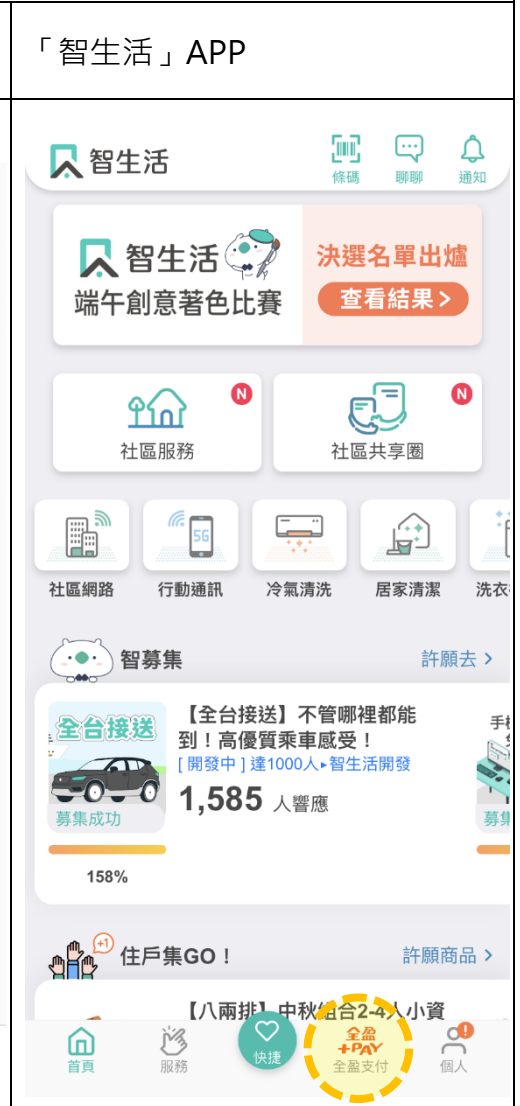 「智生活」APP
智生活
條碼
聊聊
通知
智生活
端午創意著色比賽
決選名單出爐
查看結果 >
N
社區服務
N
社區共享圈
5G
社區網路
行動通訊
冷氣清洗
居家清潔
洗衣
智募集
許願去 >
全台接送
募集成功
【全台接送】不管哪裡都能
到！高優質乘車感受！
[ 開發中 ] 達1000人▸智生活開發
1,585 人響應
158%
手機
募集
+1
住戶集GO！
許願商品 >
【八兩排】中秋組合2-4人小資
首頁
服務
快捷
全盈
+PAY
全盈支付
個人